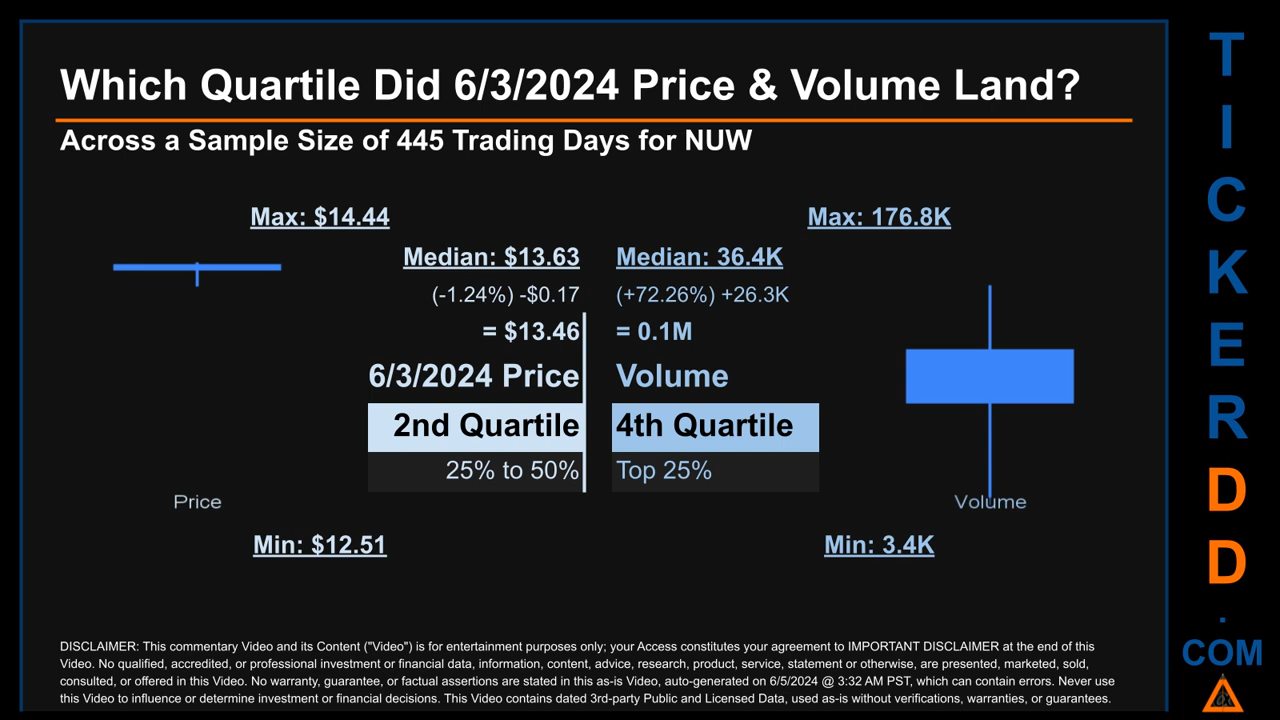 Which Quartile Did 6/3/2024 Price & Volume Land?
Across a Sample Size of 445 Trading Days for NUW
Max: $14.44
Max: 176.8K
Median: $13.63
Median: 36.4K
(-1.24%) -$0.17
(+72.26%) +26.3K
= $13.46
= 0.1M
6/3/2024 Price
Volume
2nd Quartile
4th Quartile
25% to 50%
Top 25%
Price
Volume
Min: $12.51
Min: 3.4K
DISCLAIMER: This commentary Video and its Content ("Video") is for entertainment purposes only; your Access constitutes your agreement to IMPORTANT DISCLAIMER at the end of this
Video. No qualified, accredited, or professional investment or financial data, information, content, advice, research, product, service, statement or otherwise, are presented, marketed, sold,
consulted, or offered in this Video. No warranty, guarantee, or factual assertions are stated in this as-is Video, auto-generated on 6/5/2024 @ 3:32 AM PST, which can contain errors. Never use
this Video to influence or determine investment or financial decisions. This Video contains dated 3rd-party Public and Licensed Data, used as-is without verifications, warranties, or guarantees.
T
I
C
K
E
R
D
D
.
COM